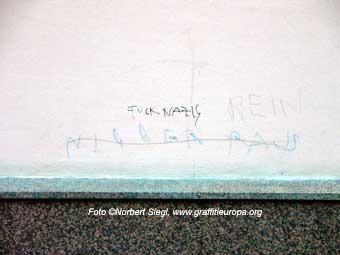 FUCK NAZIS
REIN
NIGGER RAUS
Foto ©Norbert Siegl, www.graffitieuropa.org